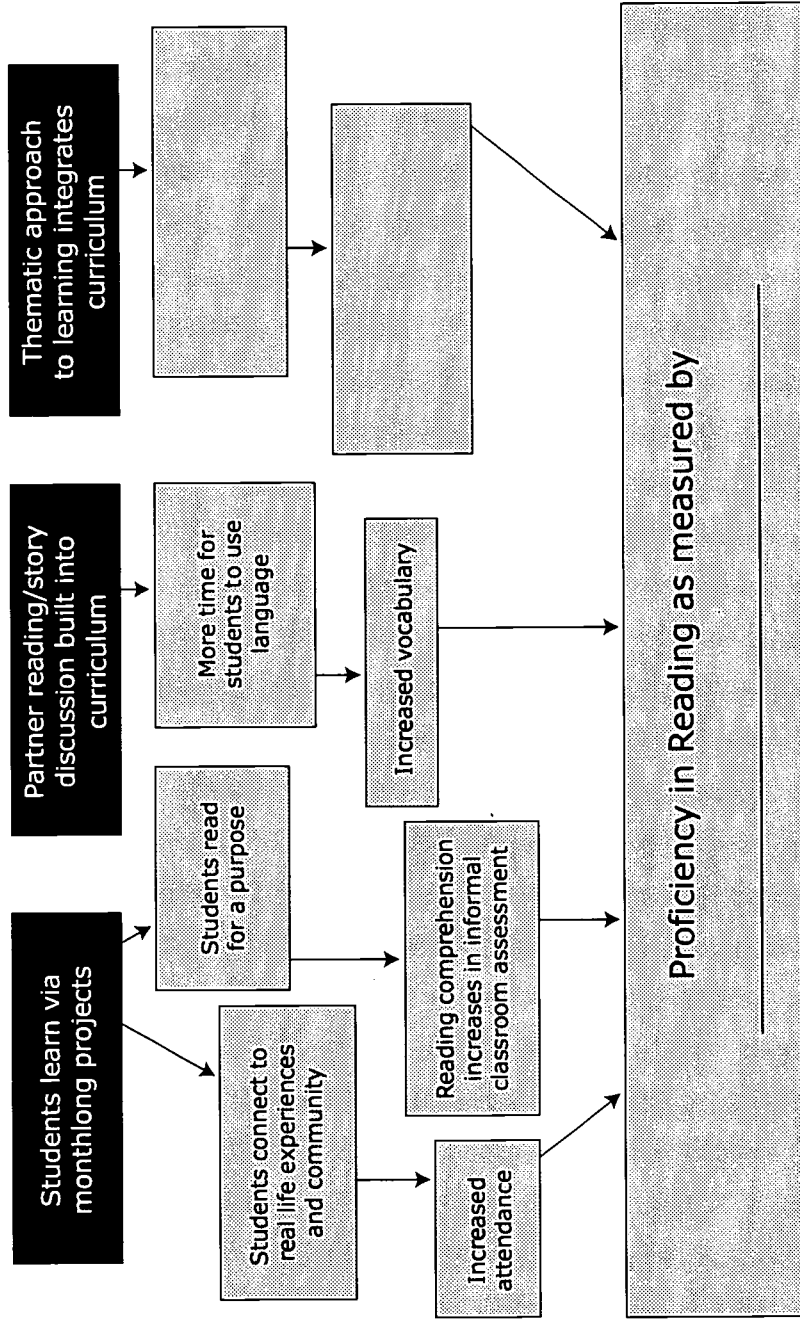 Students learn via
monthlong projects
Partner reading/story
discussion built into
curriculum
Thematic approach
to learning integrates
curriculum
Students connect to
real life experiences
and community
Students read
for a purpose
More time for
students to use
language
Increased
attendance
Reading comprehension
increases in informal
classroom assessment
Increased vocabulary
Proficiency in Reading as measured by